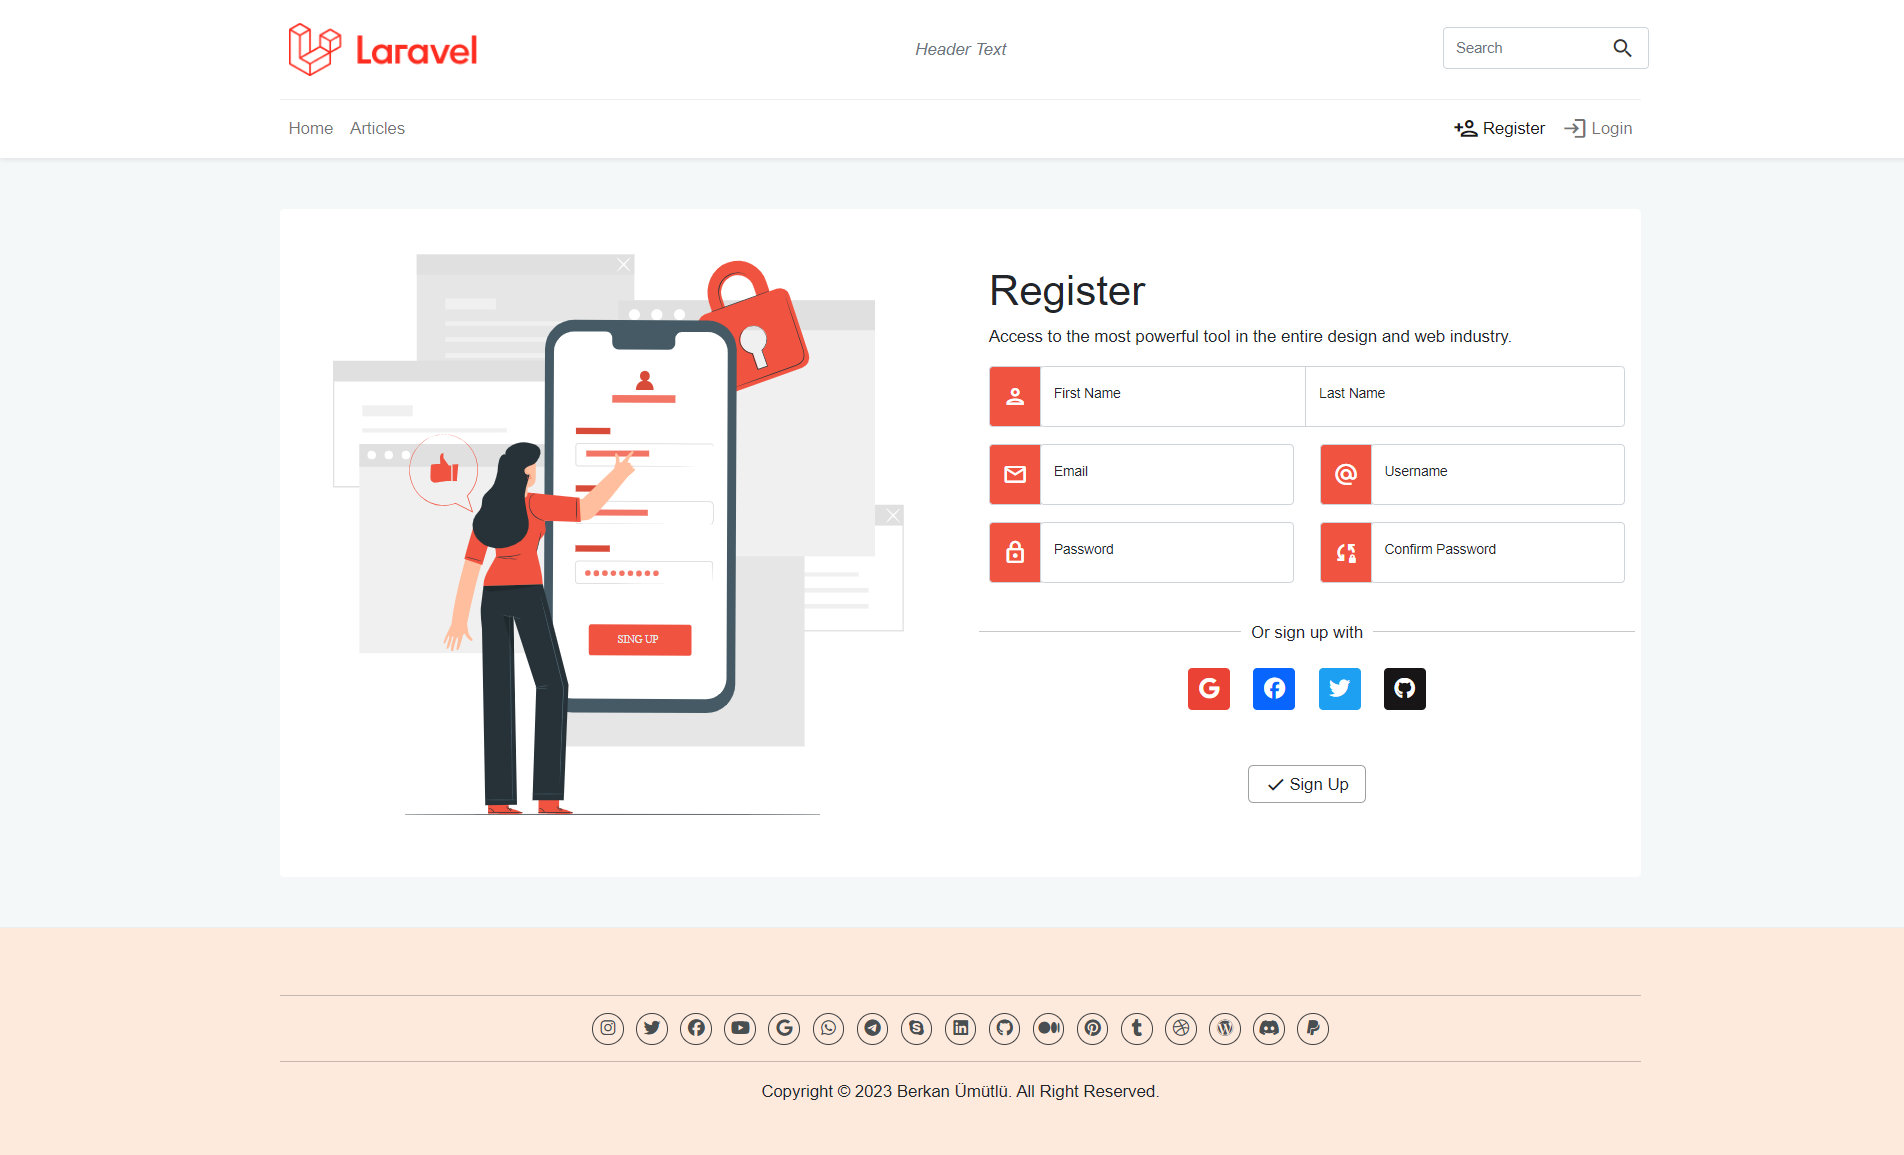 Laravel
Header Text
Search
Home Articles
Register Login
Register
Access to the most powerful tool in the entire design and web industry.
First Name Last Name
Email Username
Password Confirm Password
SING UP
Or sign up with
Sign Up
Copyright © 2023 Berkan Ümütlü. All Right Reserved.